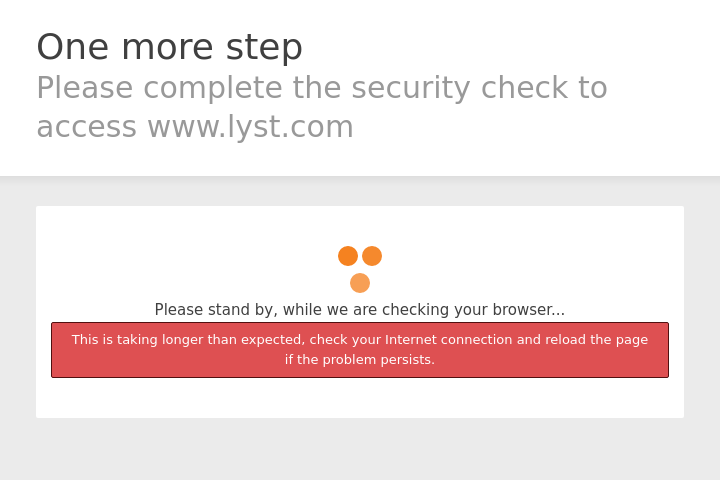 One more step
Please complete the security check to
access www.lyst.com
Please stand by, while we are checking your browser...
This is taking longer than expected, check your Internet connection and reload the page
if the problem persists.